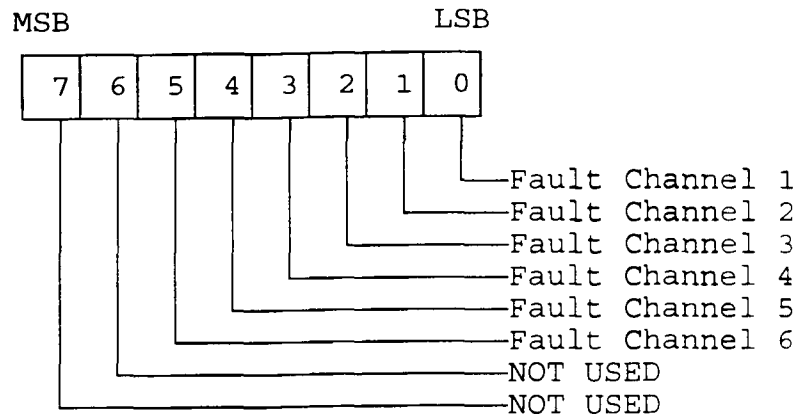 MSB LSB
7 6 5 4 3 2 1 0
Fault Channel 1
Fault Channel 2
Fault Channel 3
Fault Channel 4
Fault Channel 5
Fault Channel 6
NOT USED
NOT USED